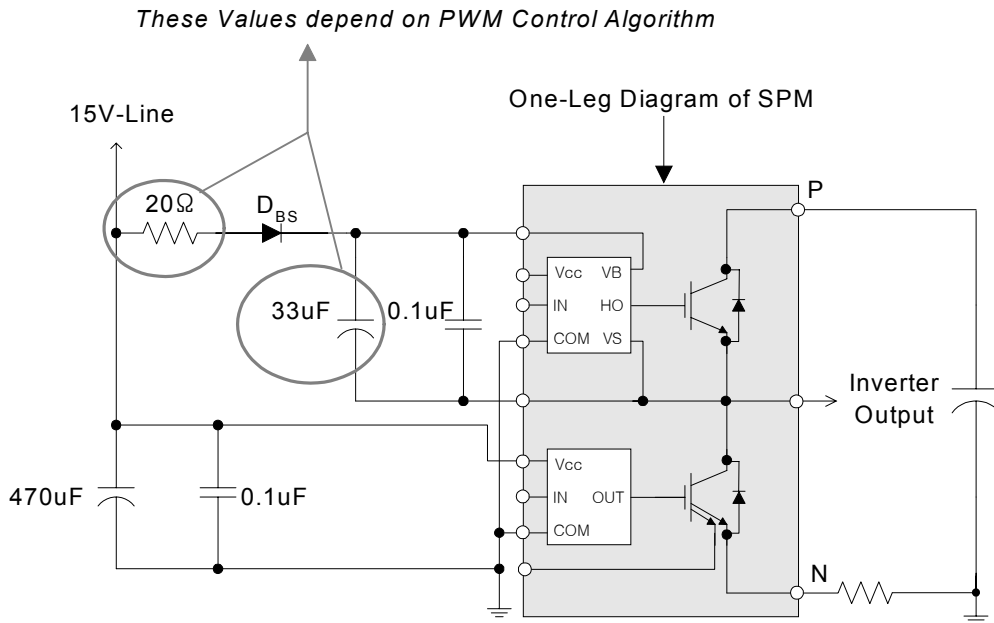 These Values depend on PWM Control Algorithm
One-Leg Diagram of SPM
15V-Line
P
20Ω
DBS
Vcc VB
33uF
0.1uF
IN HO
COM VS
Inverter
Output
Vcc
470uF
0.1uF
IN OUT
COM
N